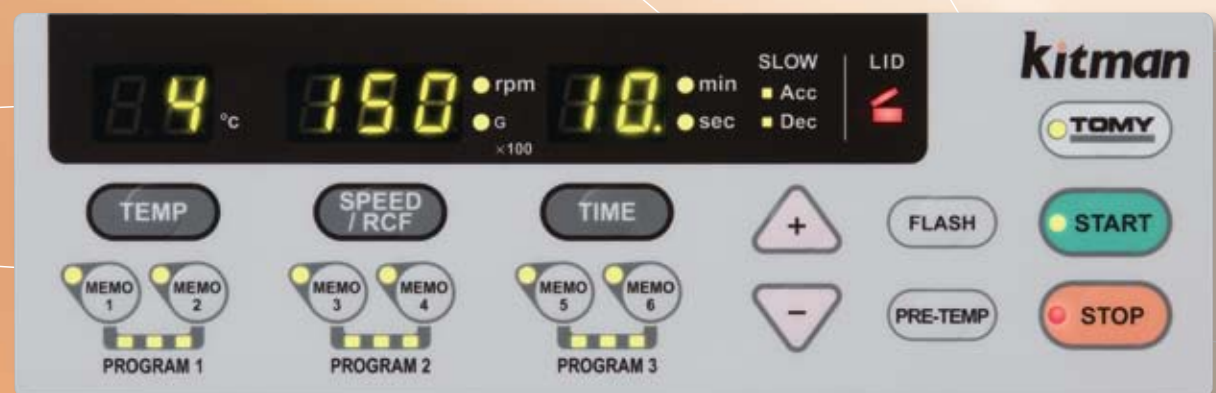 kitman
SLOW LID
4 °c 150 rpm 10. min Acc
G sec Dec
×100
TOMY
TEMP SPEED / RCF TIME + FLASH START
MEMO 1 MEMO 2 MEMO 3 MEMO 4 MEMO 5 MEMO 6
− PRE-TEMP STOP
PROGRAM 1 PROGRAM 2 PROGRAM 3